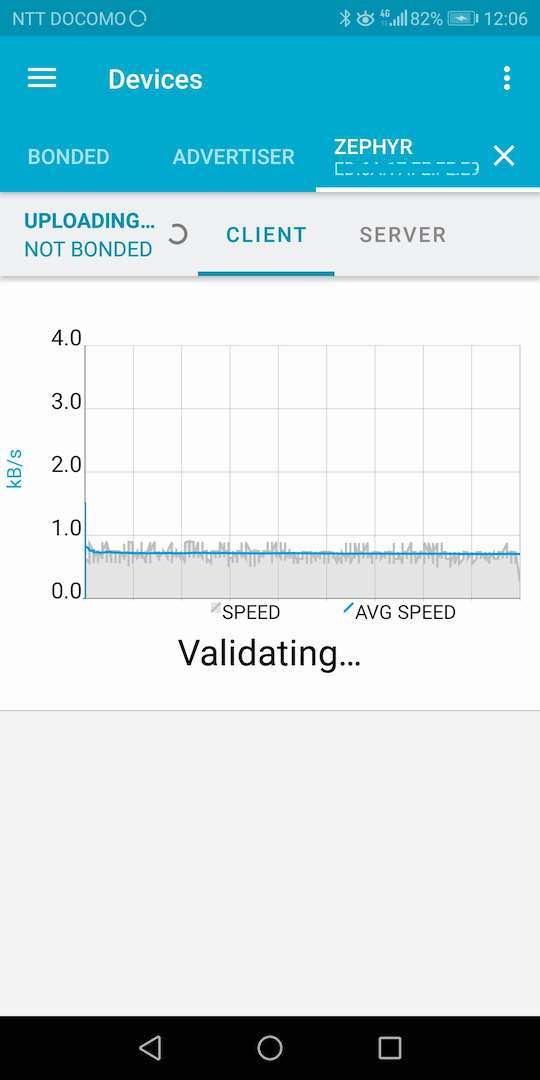 NTT DOCOMO
4G
82%
12:06
Devices
BONDED
ADVERTISER
ZEPHYR
UPLOADING...
NOT BONDED
CLIENT
SERVER
4.0
3.0
2.0
1.0
0.0
kB/s
SPEED
AVG SPEED
Validating...